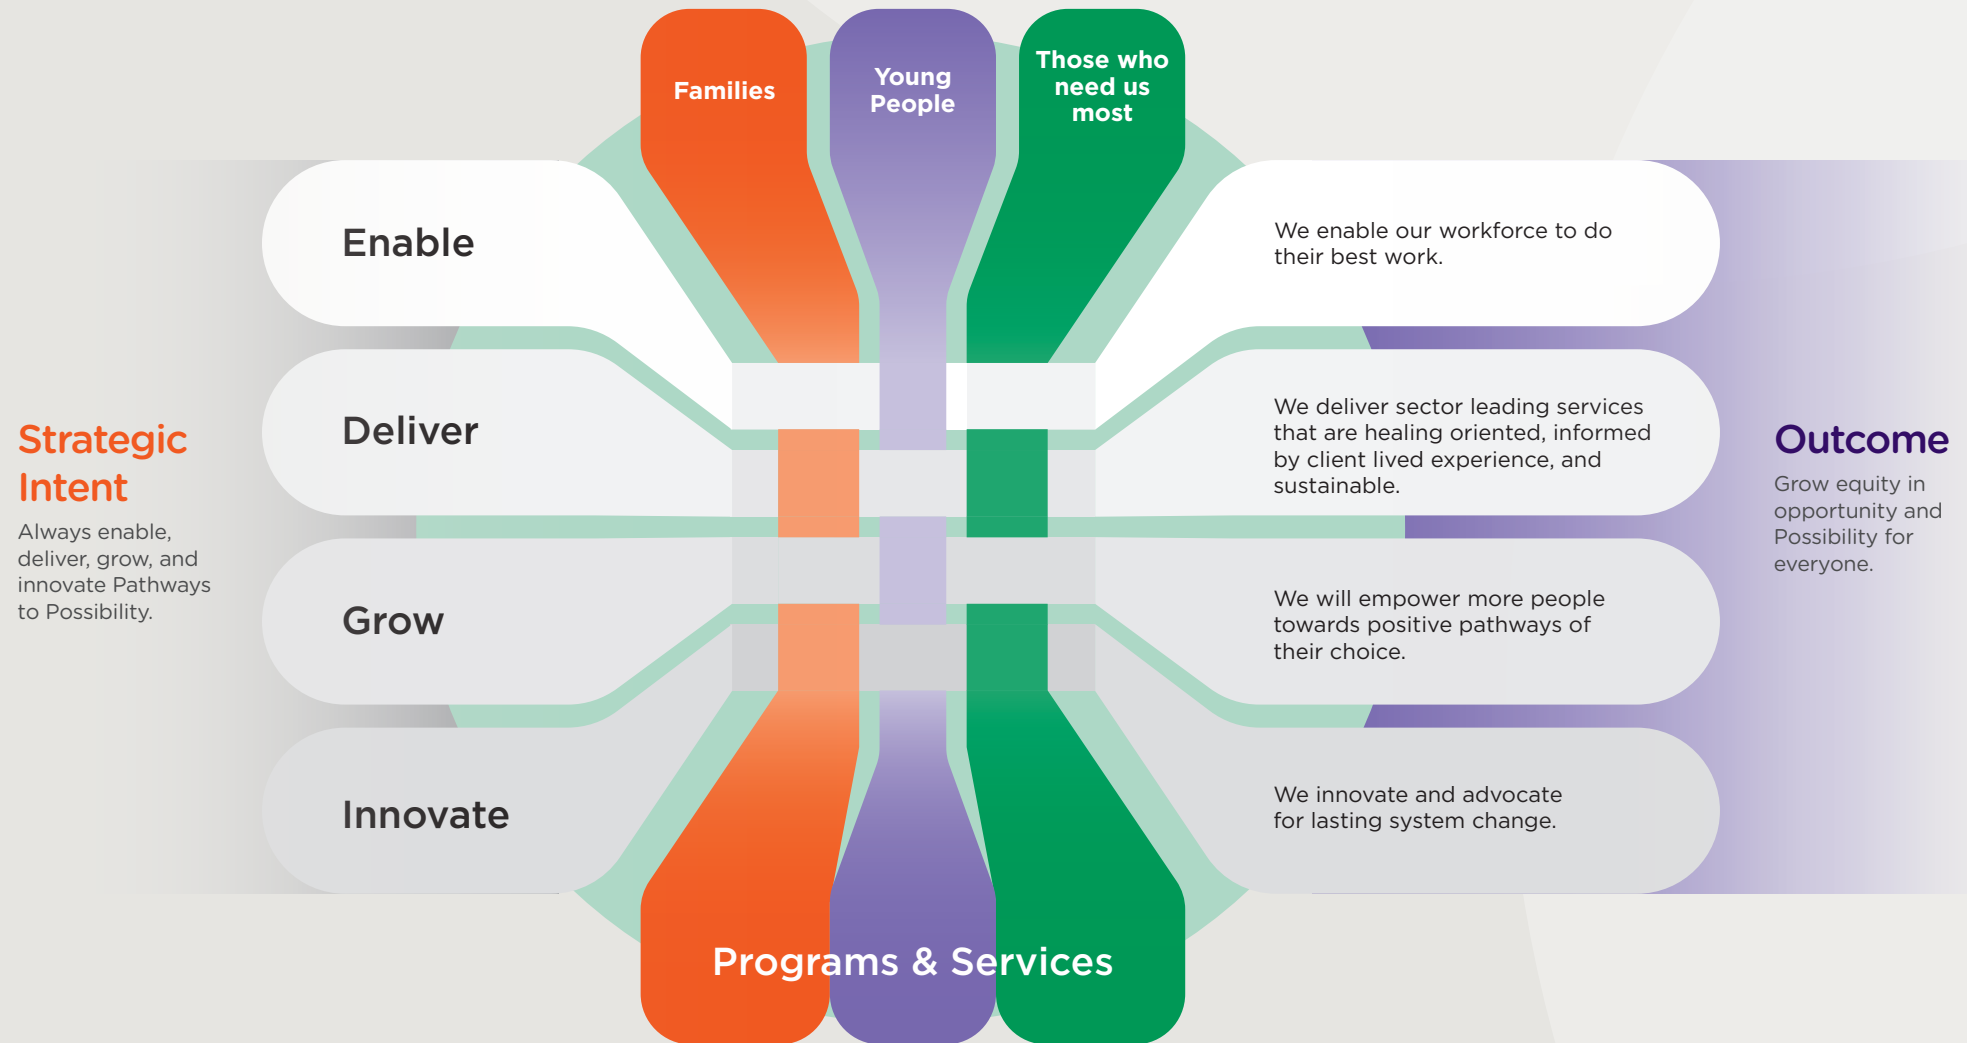 Families
Young
People
Those who
need us
most
Strategic
Intent
Always enable,
deliver, grow, and
innovate Pathways
to Possibility.
Enable
We enable our workforce to do
their best work.
Deliver
We deliver sector leading services
that are healing oriented, informed
by client lived experience, and
sustainable.
Grow
We will empower more people
towards positive pathways of
their choice.
Innovate
We innovate and advocate
for lasting system change.
Outcome
Grow equity in
opportunity and
Possibility for
everyone.
Programs & Services